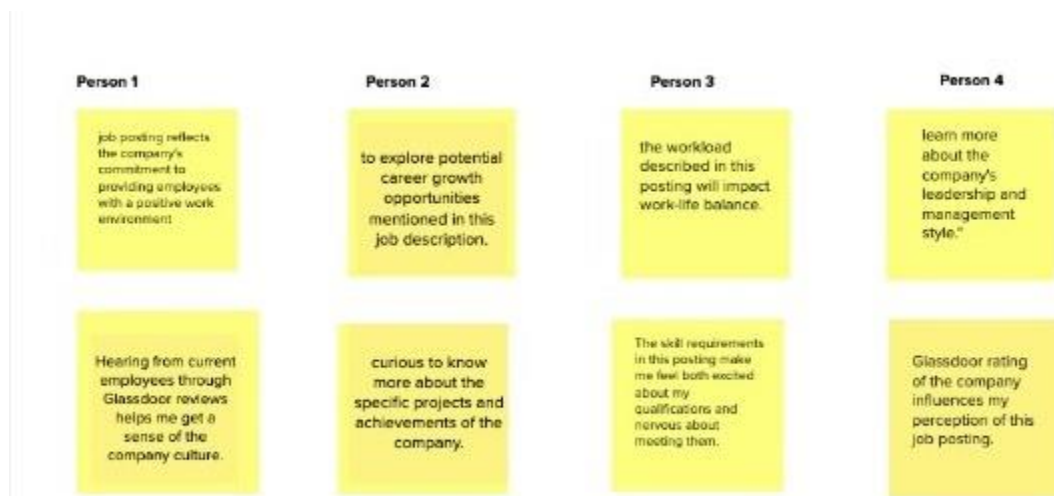 Person 1
Person 2
Person 3
Person 4
job posting reflects
the company's
commitment to
providing employees
with a positive work
environment
to explore potential
career growth
opportunities
mentioned in this
job description.
the workload
described in this
posting will impact
work-life balance.
learn more
about the
company's
leadership and
management
style."
Hearing from current
employees through
Glassdoor reviews
helps me get a
sense of the
company culture.
curious to know
more about the
specific projects and
achievements of the
company.
The skill requirements
in this posting make
me feel both excited
about my
qualifications and
nervous about
meeting them.
Glassdoor rating
of the company
influences my
perception of this
job posting.